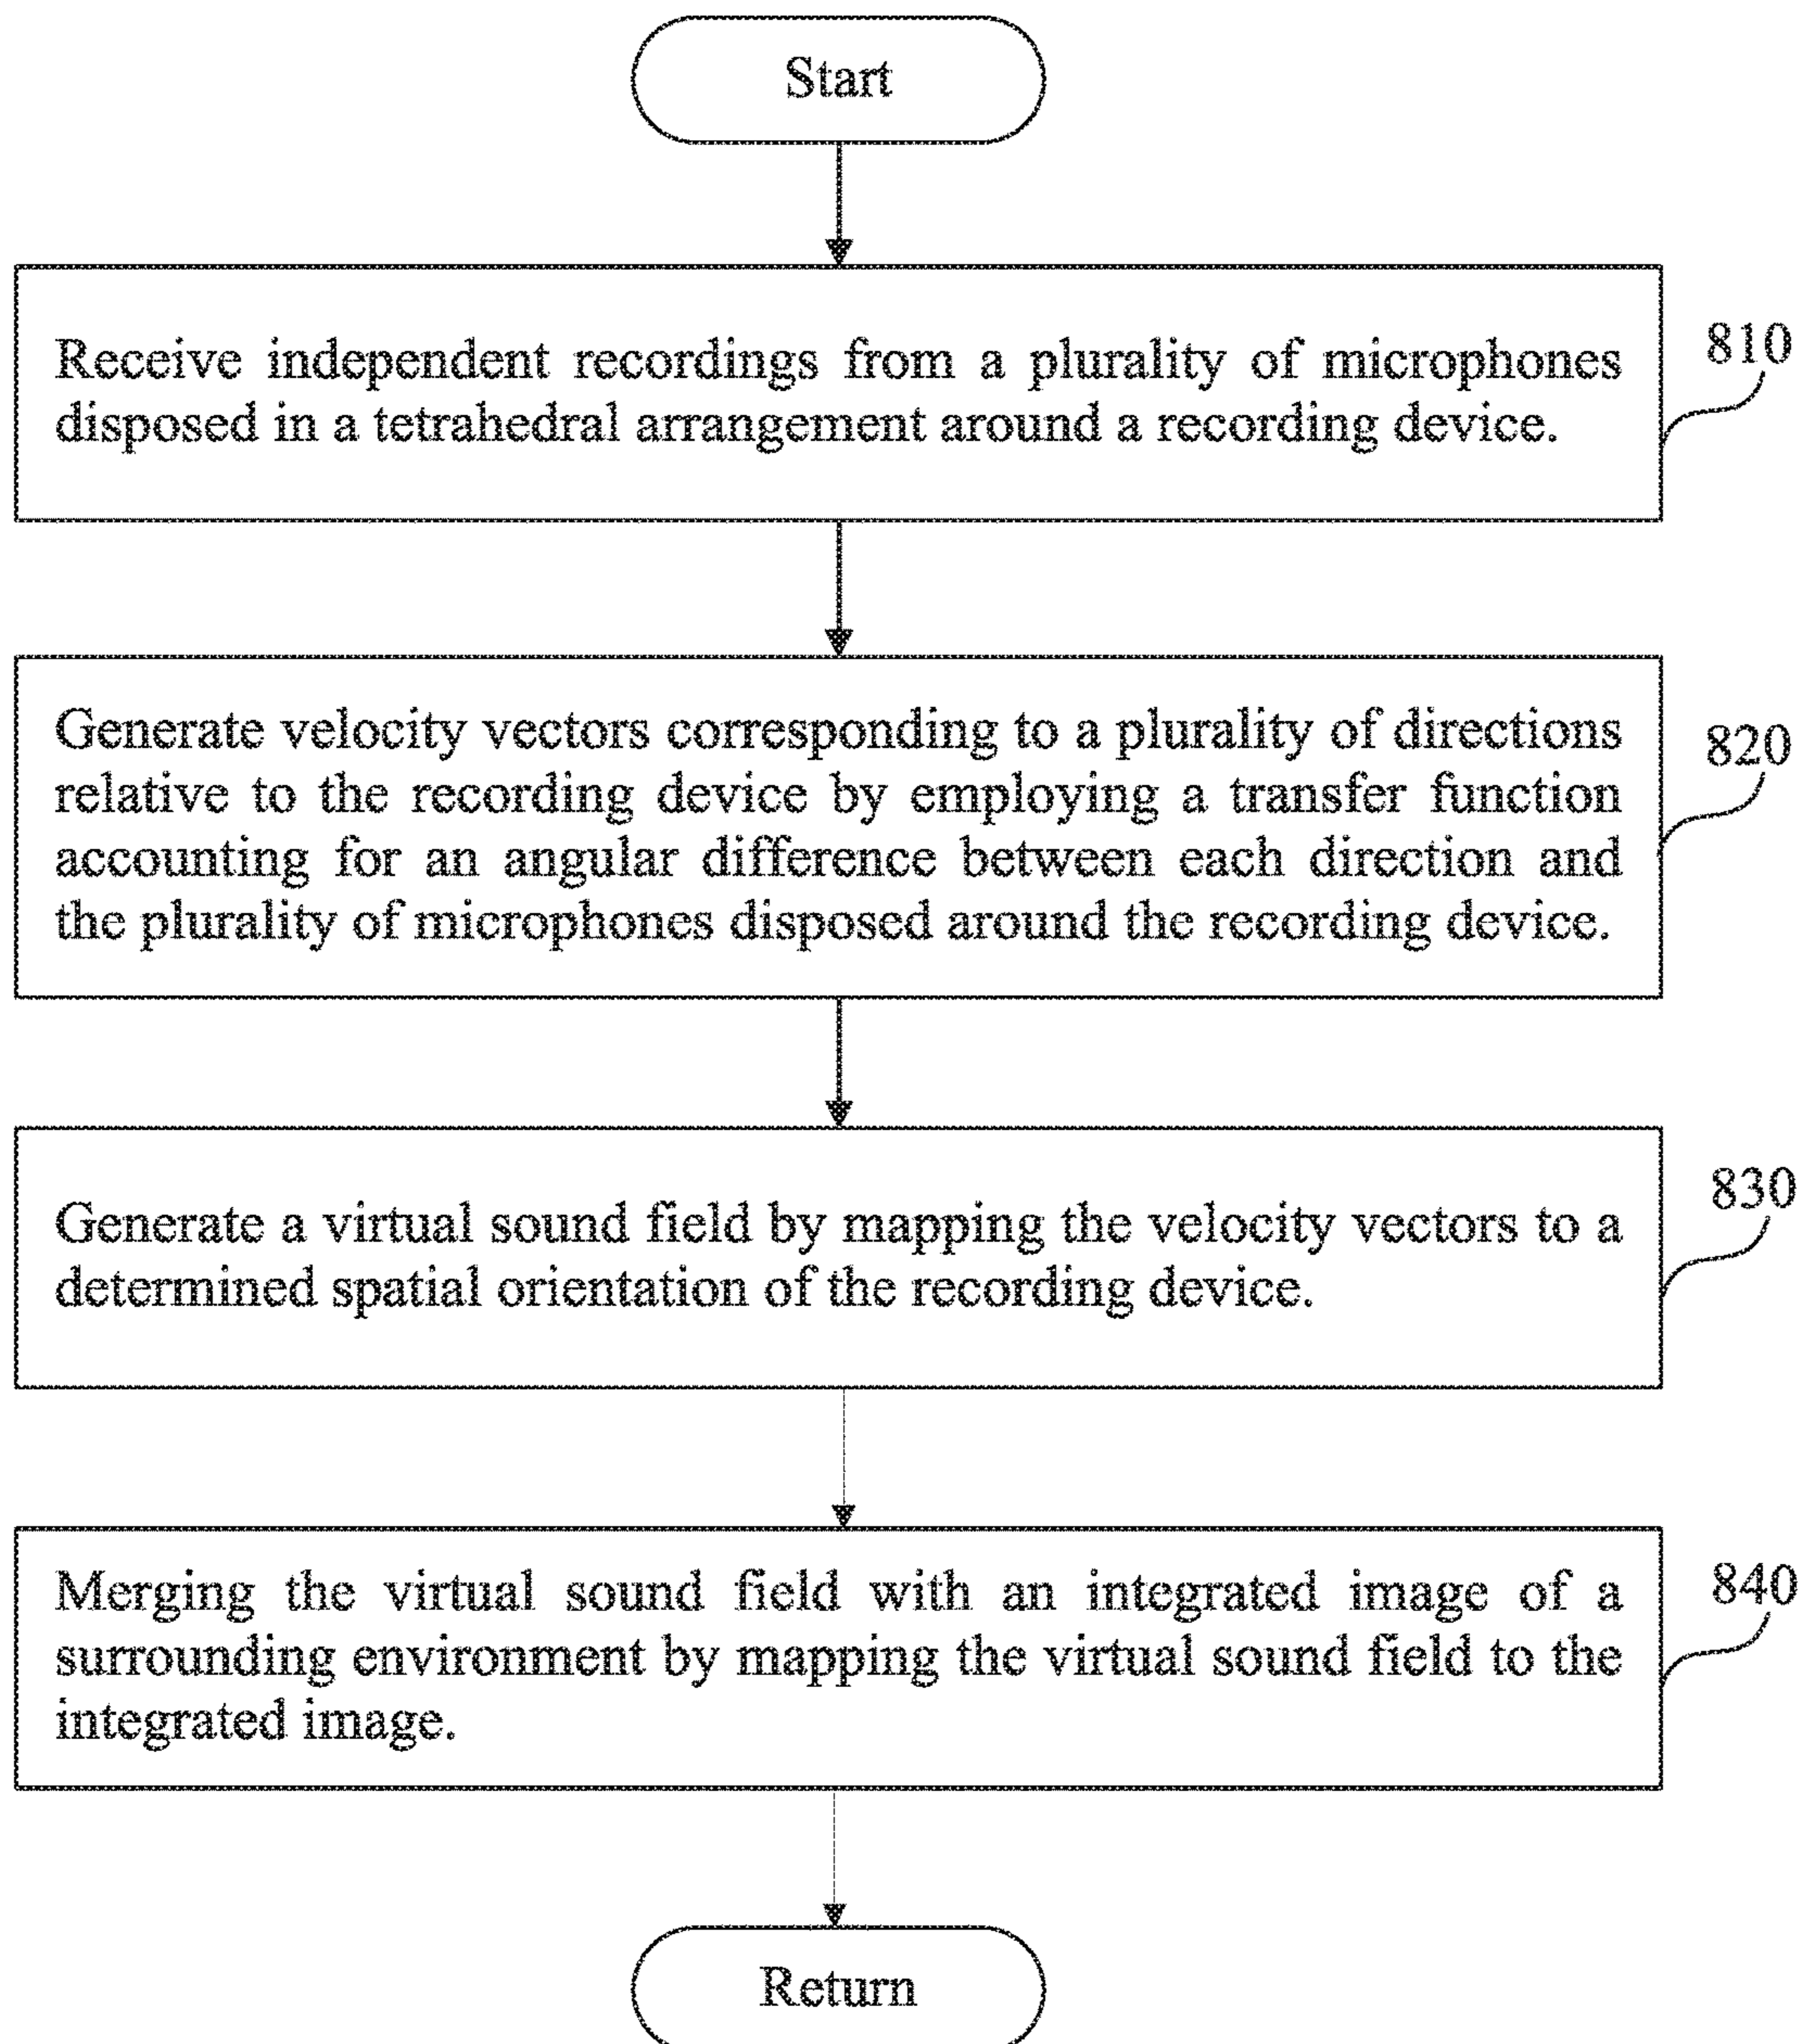 Start
Receive independent recordings from a plurality of microphones
disposed in a tetrahedral arrangement around a recording device.
810
Generate velocity vectors corresponding to a plurality of directions
relative to the recording device by employing a transfer function
accounting for an angular difference between each direction and
the plurality of microphones disposed around the recording device.
820
Generate a virtual sound field by mapping the velocity vectors to a
determined spatial orientation of the recording device.
830
Merging the virtual sound field with an integrated image of a
surrounding environment by mapping the virtual sound field to the
integrated image.
840
Return